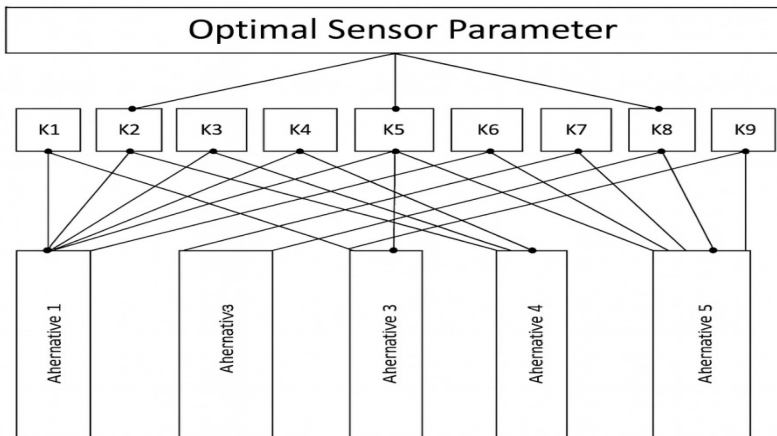 Optimal Sensor Parameter
K1 K2 K3 K4 K5 K6 K7 K8 K9
Ahernative 1
Ahernativɜ
Ahernative 3
Ahernative 4
Ahernative 5